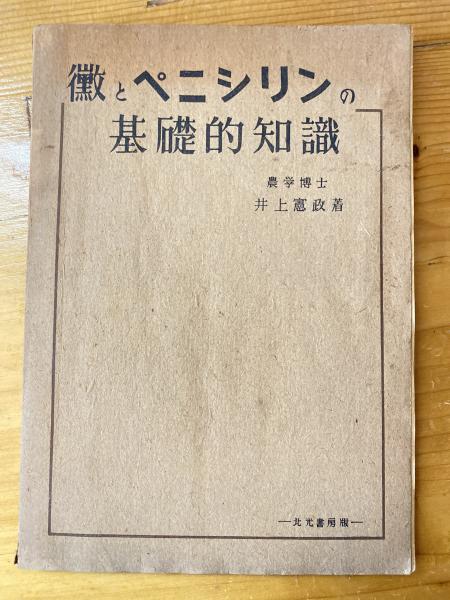 黴とペニシリンの
基礎的知識
農学博士
井上憲政著
―北光書房版―